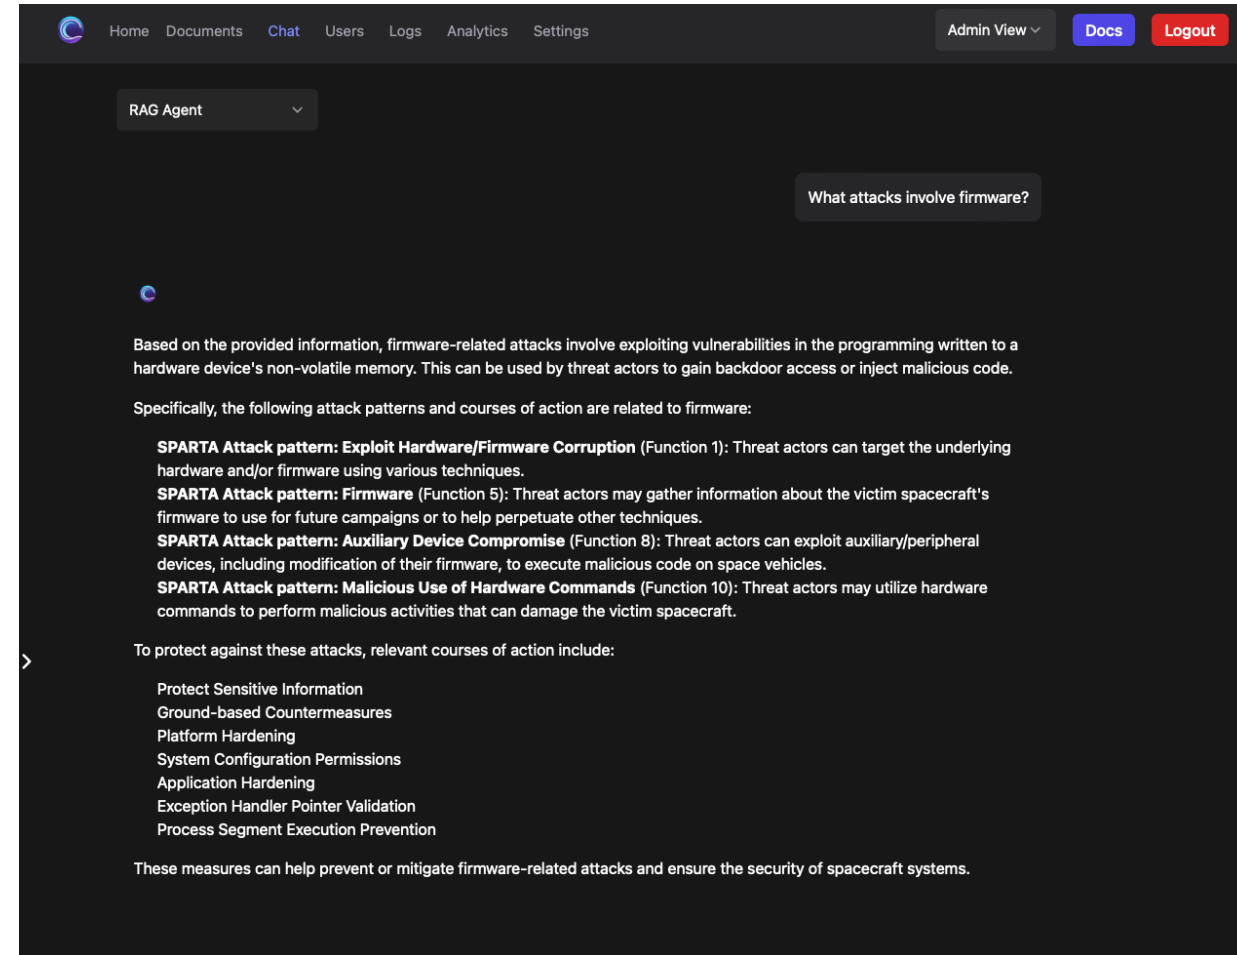 Home Documents Chat Users Logs Analytics Settings Admin View Docs Logout
RAG Agent
What attacks involve firmware?
Based on the provided information, firmware-related attacks involve exploiting vulnerabilities in the programming written to a
hardware device's non-volatile memory. This can be used by threat actors to gain backdoor access or inject malicious code.
Specifically, the following attack patterns and courses of action are related to firmware:
SPARTA Attack pattern: Exploit Hardware/Firmware Corruption (Function 1): Threat actors can target the underlying
hardware and/or firmware using various techniques.
SPARTA Attack pattern: Firmware (Function 5): Threat actors may gather information about the victim spacecraft's
firmware to use for future campaigns or to help perpetuate other techniques.
SPARTA Attack pattern: Auxiliary Device Compromise (Function 8): Threat actors can exploit auxiliary/peripheral
devices, including modification of their firmware, to execute malicious code on space vehicles.
SPARTA Attack pattern: Malicious Use of Hardware Commands (Function 10): Threat actors may utilize hardware
commands to perform malicious activities that can damage the victim spacecraft.
To protect against these attacks, relevant courses of action include:
Protect Sensitive Information
Ground-based Countermeasures
Platform Hardening
System Configuration Permissions
Application Hardening
Exception Handler Pointer Validation
Process Segment Execution Prevention
These measures can help prevent or mitigate firmware-related attacks and ensure the security of spacecraft systems.